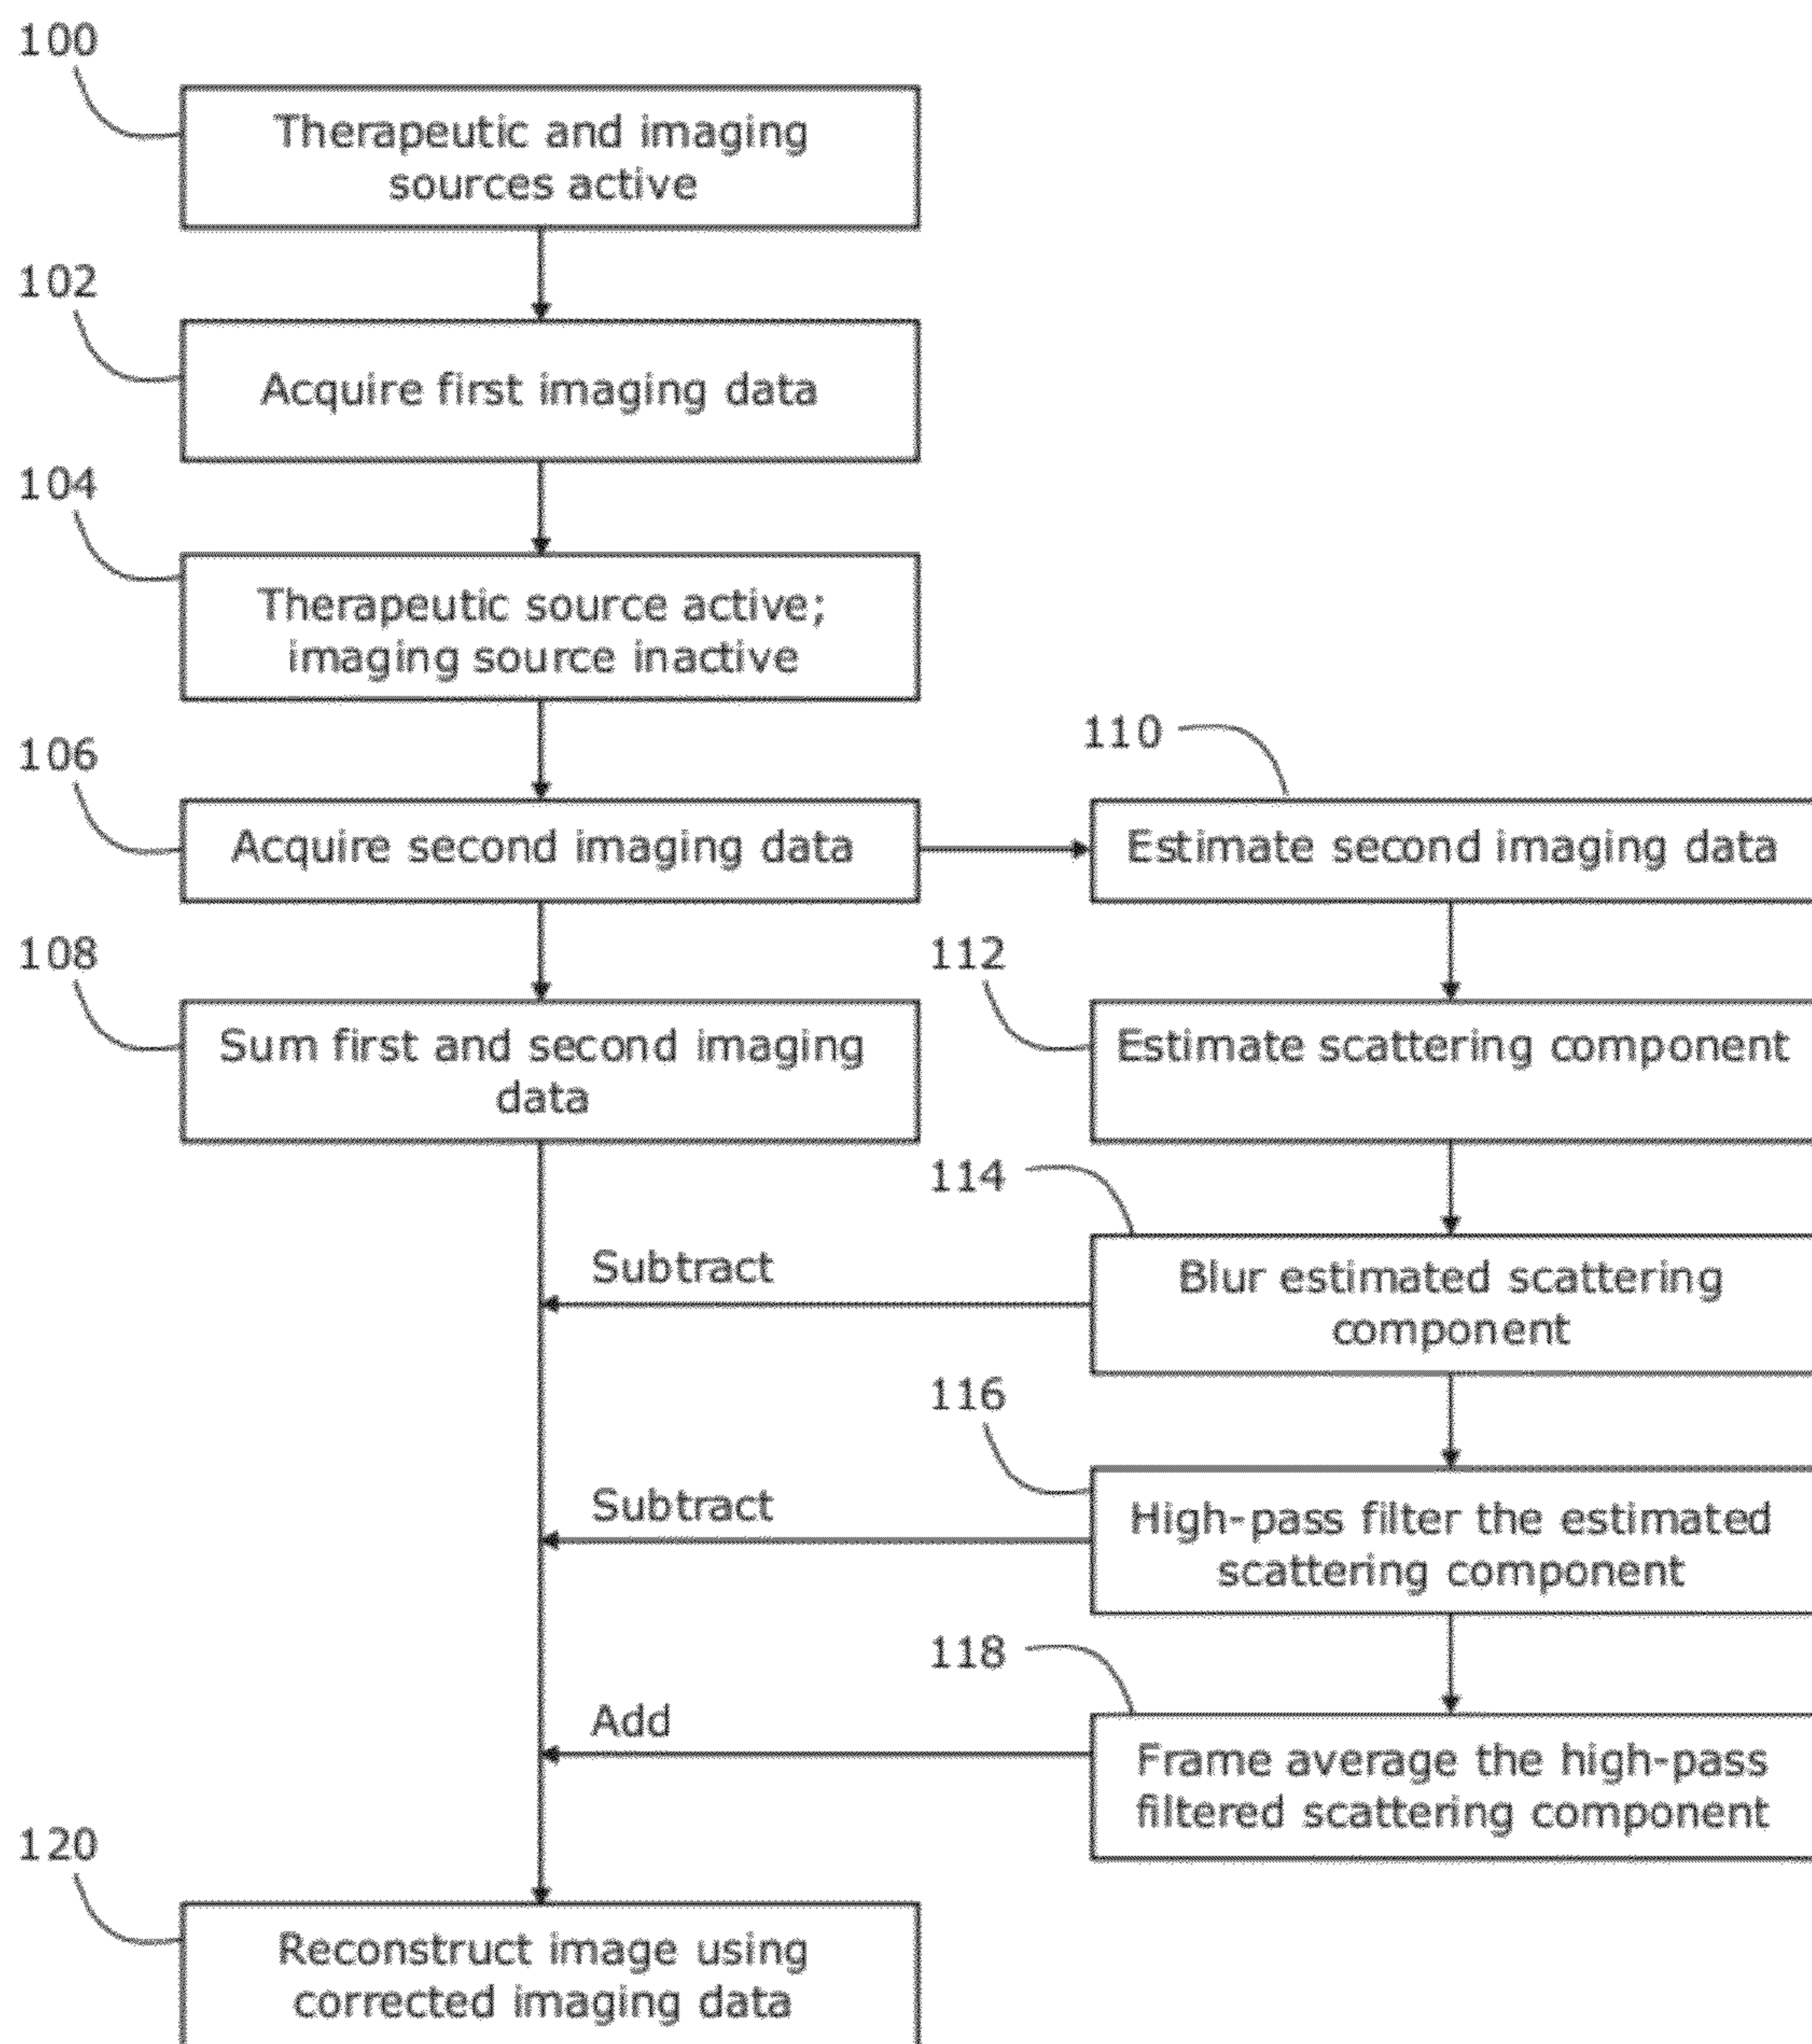 100
Therapeutic and imaging
sources active
102
Acquire first imaging data
104
Therapeutic source active;
imaging source inactive
106
Acquire second imaging data
110
Estimate second imaging data
108
Sum first and second imaging
data
112
Estimate scattering component
114
Blur estimated scattering
component
Subtract
116
High-pass filter the estimated
scattering component
Subtract
118
Frame average the high-pass
filtered scattering component
Add
120
Reconstruct image using
corrected imaging data